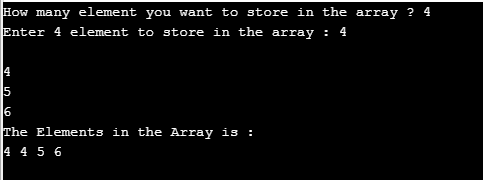 How many element you want to store in the array ? 4
Enter 4 element to store in the array : 4
4
5
6
The Elements in the Array is :
4 4 5 6